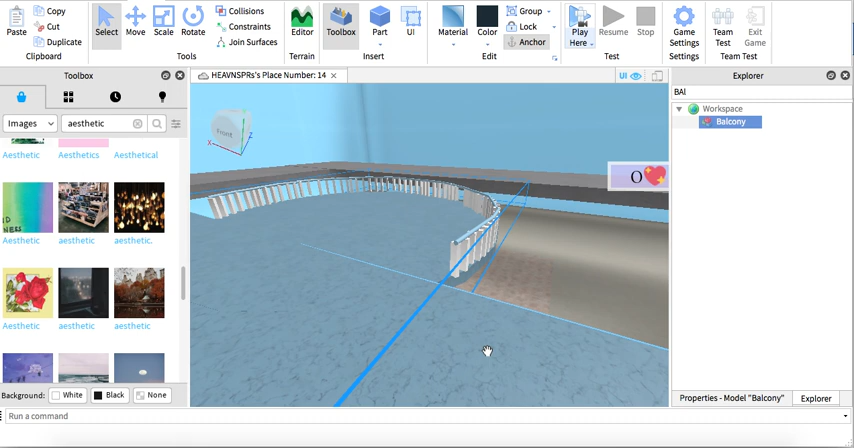 Paste
Copy
Cut
Duplicate
Clipboard
Select
Move
Scale
Rotate
Collisions
Constraints
Join Surfaces
Tools
Editor
Terrain
Toolbox
Part
UI
Insert
Material
Color
Group
Lock
Anchor
Edit
Play
Here
Resume
Stop
Test
Game
Settings
Settings
Team
Test
Exit
Game
Team Test
Toolbox
HEAVNSPRs's Place Number: 14
UI
Explorer
BAl
Workspace
Balcony
Images
aesthetic
Aesthetic
Aesthetics
Aesthetical
Front
X
Z
O
Aesthetic
aesthetic
aesthetic.
Aesthetic
aesthetic
aesthetic
Background:
White
Black
None
Properties - Model "Balcony"
Explorer
Run a command